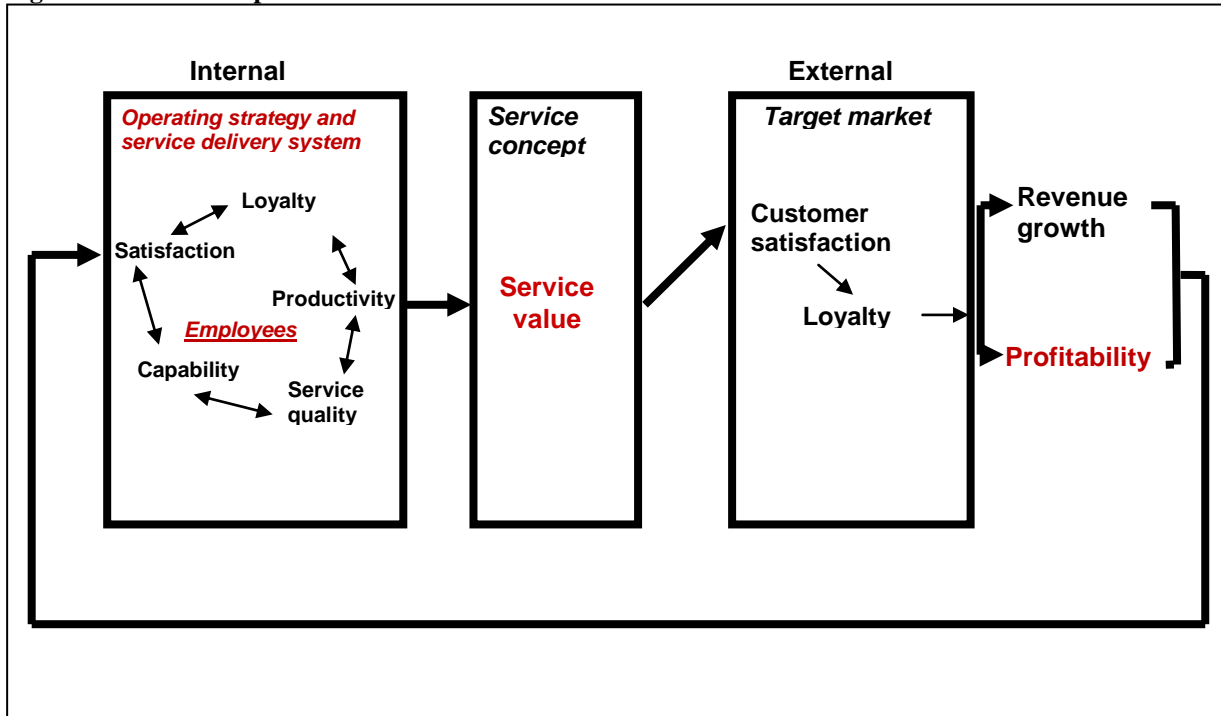 Internal
External
Operating strategy and
service delivery system
Loyalty
Satisfaction
Productivity
Employees
Capability
Service
quality
Service
concept
Service
value
Target market
Customer
satisfaction
Loyalty
Revenue
growth
Profitability